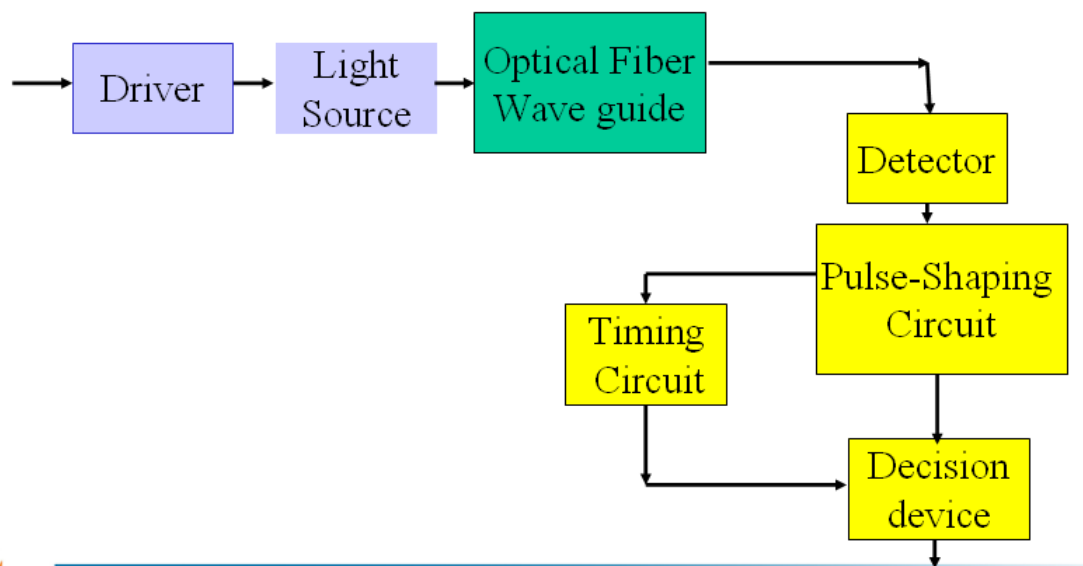 Driver
Light
Source
Optical Fiber
Wave guide
Detector
Pulse-Shaping
Circuit
Timing
Circuit
Decision
device